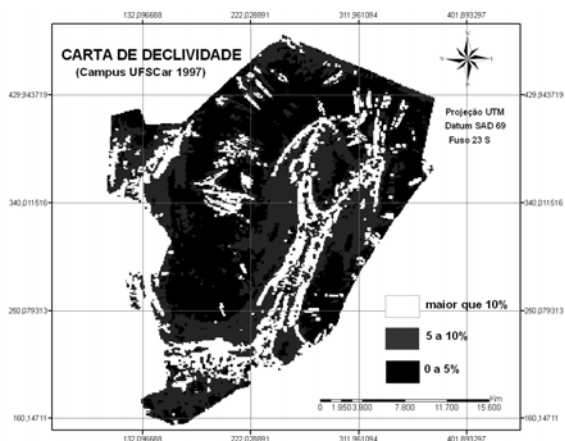 132,096688 222,028891 311,961094 401,893297
CARTA DE DECLIVIDADE
(Campus UFSCar 1997)
N
W E
S
429,943719 429,943719
Projeção UTM
Datum SAD 69
Fuso 23 S
340,011516 340,011516
250,079313 250,079313
maior que 10%
5 a 10%
0 a 5%
Km
0 1.950 3.900 7.800 11.700 15.600
160,14711 160,14711
132,096688 222,028891 311,961094 401,893297